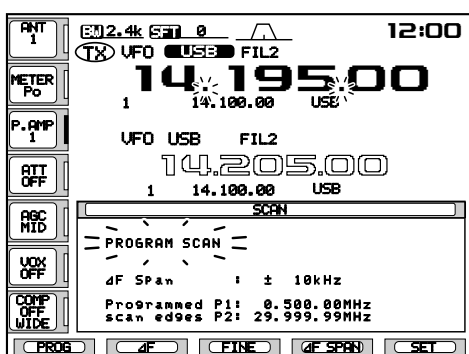 ANT
1
METER
Po
P.AMP
1
ATT
OFF
AGC
MID
VOX
OFF
COMP
OFF
WIDE
BW 2.4k SFT 0
12:00
TX VFO USB FIL2
14.195.00
1 14.100.00 USB
VFO USB FIL2
14.205.00
1 14.100.00 USB
SCAN
PROGRAM SCAN
⊿F Span : ± 10kHz
Programmed P1: 0.500.00MHz
scan edges P2: 29.999.99MHz
PROG ⊿F FINE ⊿F SPAN SET